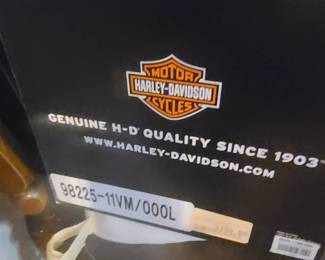 MOTOR
HARLEY-DAVIDSON
CYCLES
GENUINE H-D® QUALITY SINCE 1903™
WWW.HARLEY-DAVIDSON.COM
98225-11VM/000L